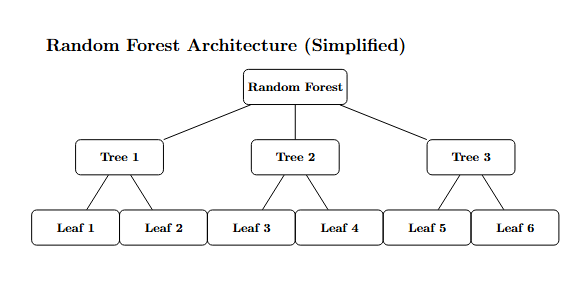 Random Forest Architecture (Simplified)
Random Forest
Tree 1 Tree 2 Tree 3
Leaf 1 Leaf 2 Leaf 3 Leaf 4 Leaf 5 Leaf 6